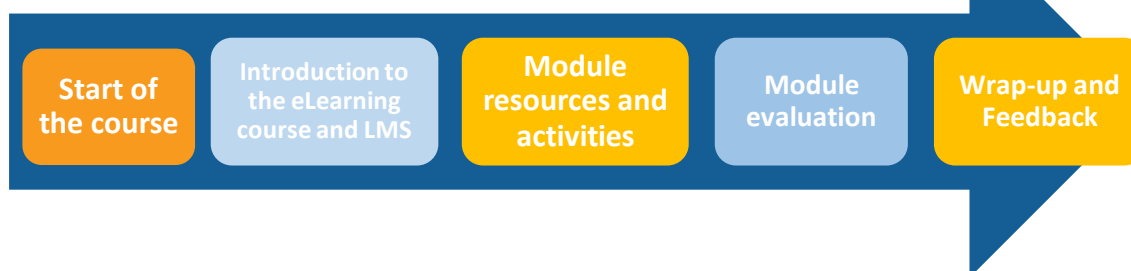 Start of
the course
Introduction to
the eLearning
course and LMS
Module
resources and
activities
Module
evaluation
Wrap-up and
Feedback